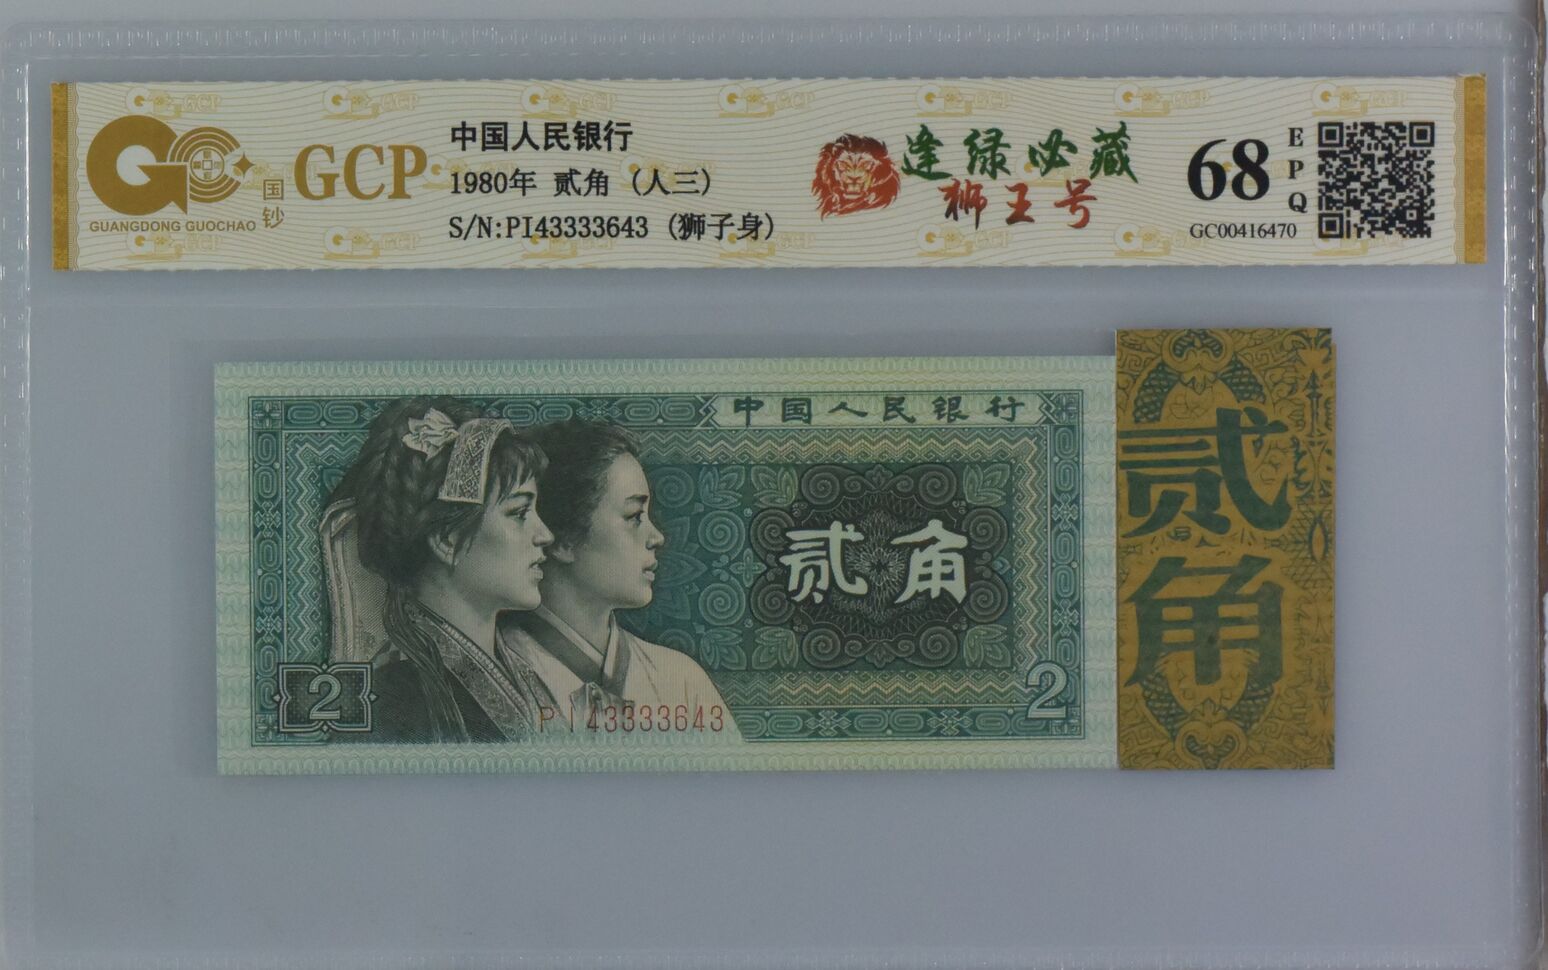 GUANGDONG GUOCHAO
国钞
GCP
中国人民银行
1980年 贰角 (人三)
S/N:PI43333643 (狮子身)
逢绿必藏
狮王号
68
EPQ
GC00416470
中国人民银行
贰角
2
2
PI43333643
贰角